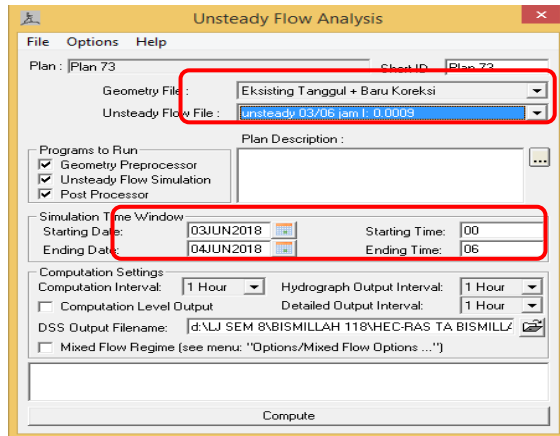 Unsteady Flow Analysis
File Options Help
Plan : Plan 73 Short ID Plan 73
Geometry File : Eksisting Tanggul + Baru Koreksi
Unsteady Flow File : unsteady 03/06 jam I: 0.0009
Plan Description :
Programs to Run
Geometry Preprocessor
Unsteady Flow Simulation
Post Processor
...
Simulation Time Window
Starting Date: 03JUN2018 Starting Time: 00
Ending Date: 04JUN2018 Ending Time: 06
Computation Settings
Computation Interval: 1 Hour Hydrograph Output Interval: 1 Hour
Computation Level Output Detailed Output Interval: 1 Hour
DSS Output Filename: d:\LJ SEM 8\BISMILLAH 118\HEC-RAS TA BISMILLA
Mixed Flow Regime (see menu: "Options/Mixed Flow Options ...")
Compute